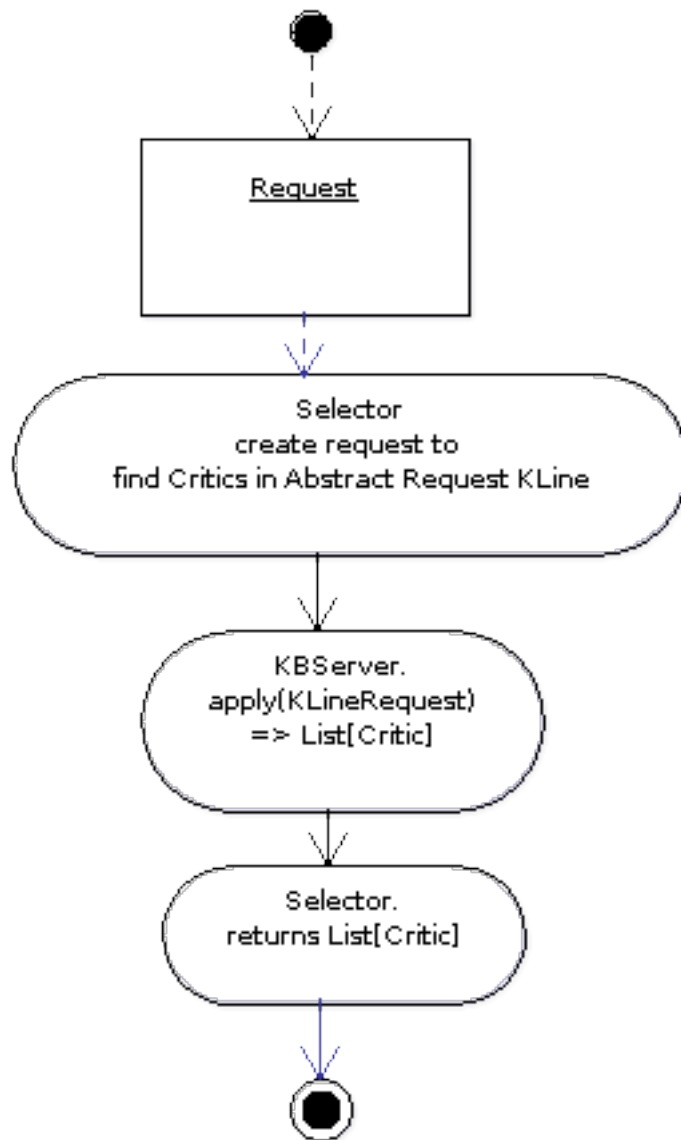 Request
Selector
create request to
find Critics in Abstract Request KLine
KBServer.
apply(KLineRequest)
=> List[Critic]
Selector.
returns List[Critic]